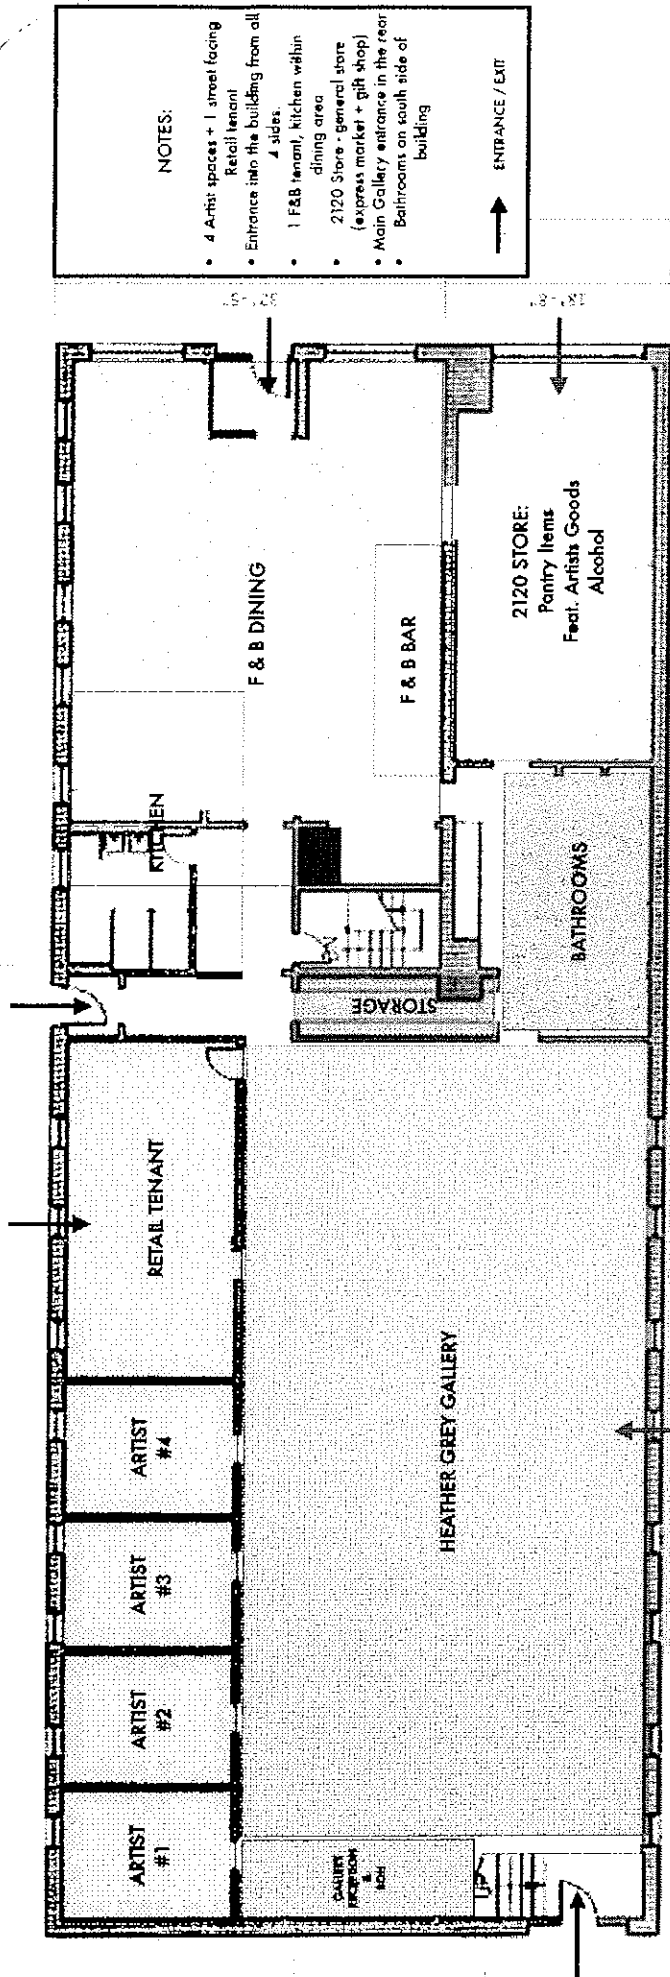 NOTES:
• 4 Artist spaces + 1 street facing
Retail tenant
• Entrance into the building from all
4 sides.
• 1 F&B tenant, kitchen within
dining area
• 2120 Store - general store
(express market + gift shop)
• Main Gallery entrance in the rear
• Bathrooms on south side of
building
ENTRANCE / EXIT
ARTIST
#1
ARTIST
#2
ARTIST
#3
ARTIST
#4
RETAIL TENANT
KITCHEN
F & B DINING
GALLERY
RECEPTION
&
BOH
HEATHER GREY GALLERY
STORAGE
F & B BAR
BATHROOMS
2120 STORE:
Pantry Items
Feat. Artists Goods
Alcohol